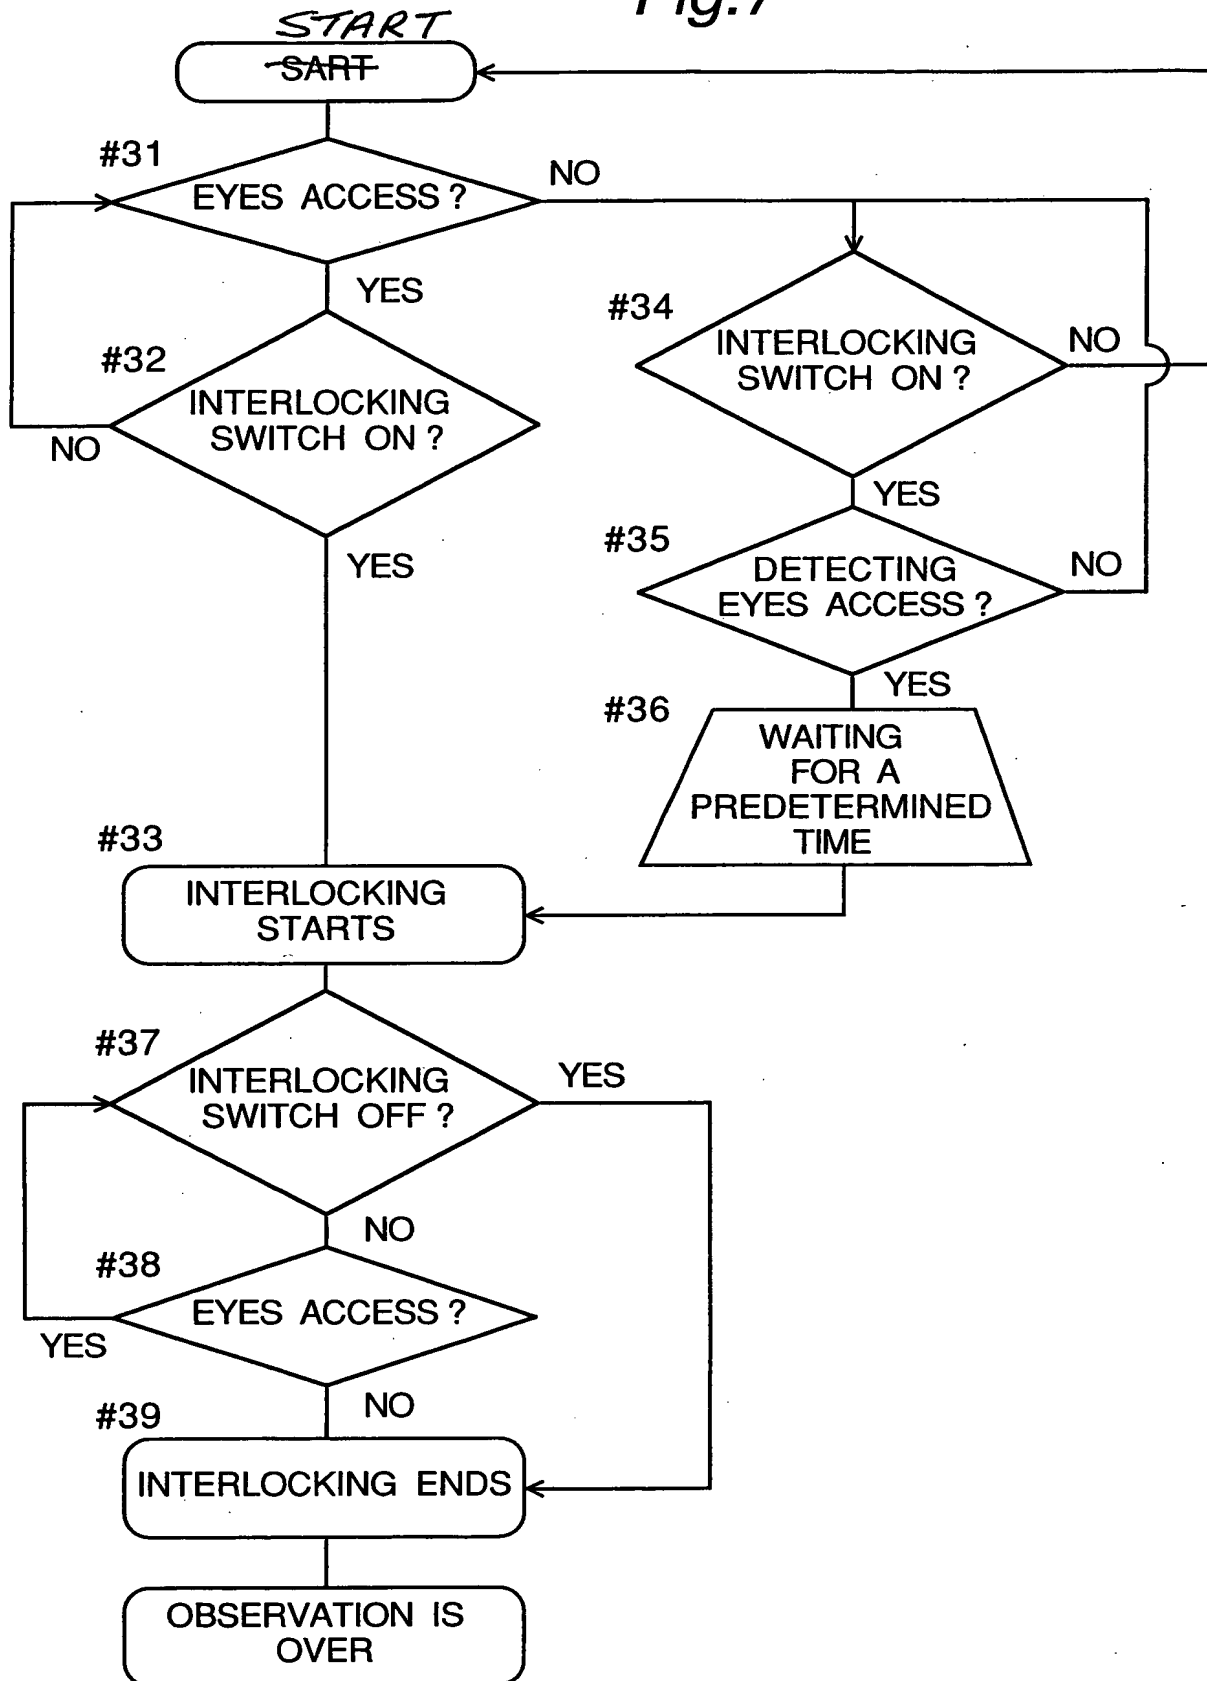 Fig.7
START
SART
#31
EYES ACCESS ?
NO
YES
#32
INTERLOCKING
SWITCH ON ?
NO
YES
#34
INTERLOCKING
SWITCH ON ?
NO
YES
#35
DETECTING
EYES ACCESS ?
NO
YES
#36
WAITING
FOR A
PREDETERMINED
TIME
#33
INTERLOCKING
STARTS
#37
INTERLOCKING
SWITCH OFF ?
YES
NO
#38
EYES ACCESS ?
YES
NO
#39
INTERLOCKING ENDS
OBSERVATION IS
OVER